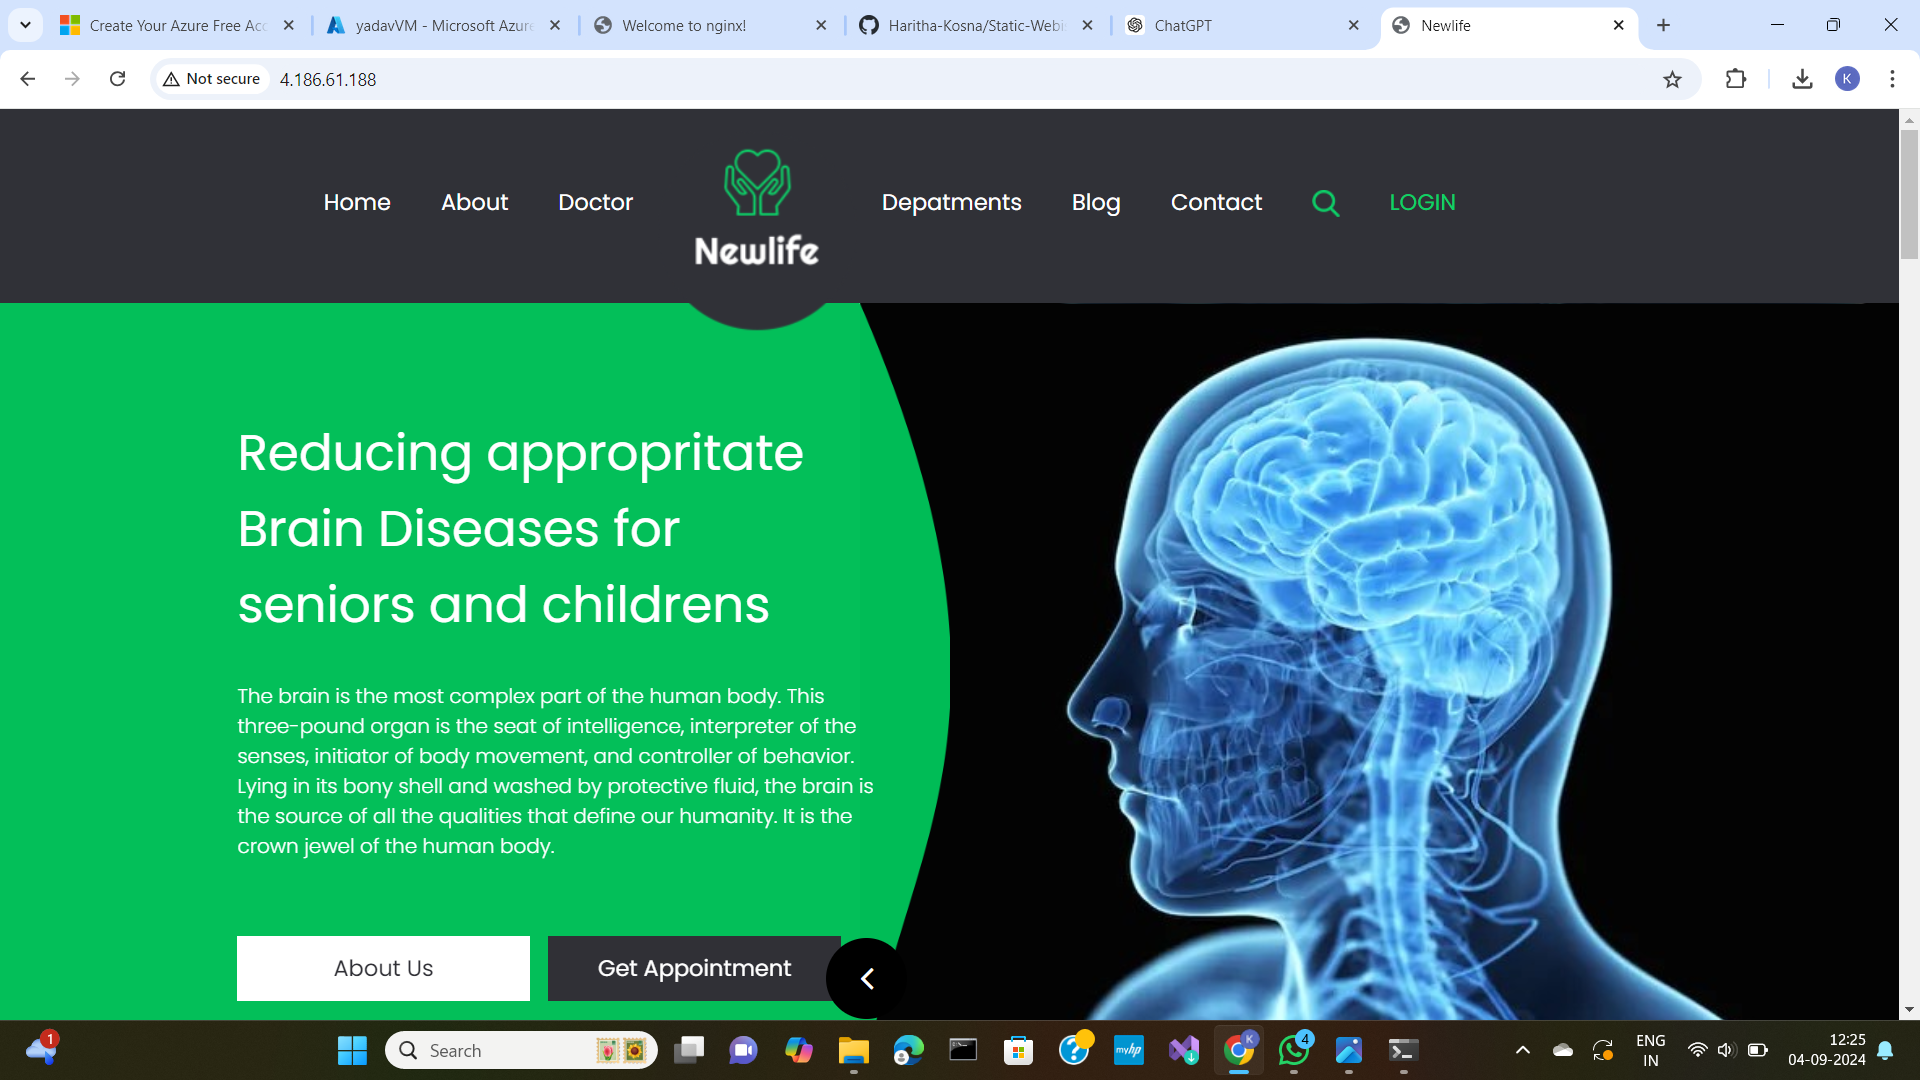 Create Your Azure Free Acc
yadavVM - Microsoft Azure
Welcome to nginx!
Haritha-Kosna/Static-Webi
ChatGPT
Newlife
Not secure
4.186.61.188
K
Home
About
Doctor
Newlife
Depatments
Blog
Contact
LOGIN
Reducing appropritate
Brain Diseases for
seniors and childrens
The brain is the most complex part of the human body. This
three-pound organ is the seat of intelligence, interpreter of the
senses, initiator of body movement, and controller of behavior.
Lying in its bony shell and washed by protective fluid, the brain is
the source of all the qualities that define our humanity. It is the
crown jewel of the human body.
About Us
Get Appointment
1
Search
myhp
K
4
ENG
IN
12:25
04-09-2024